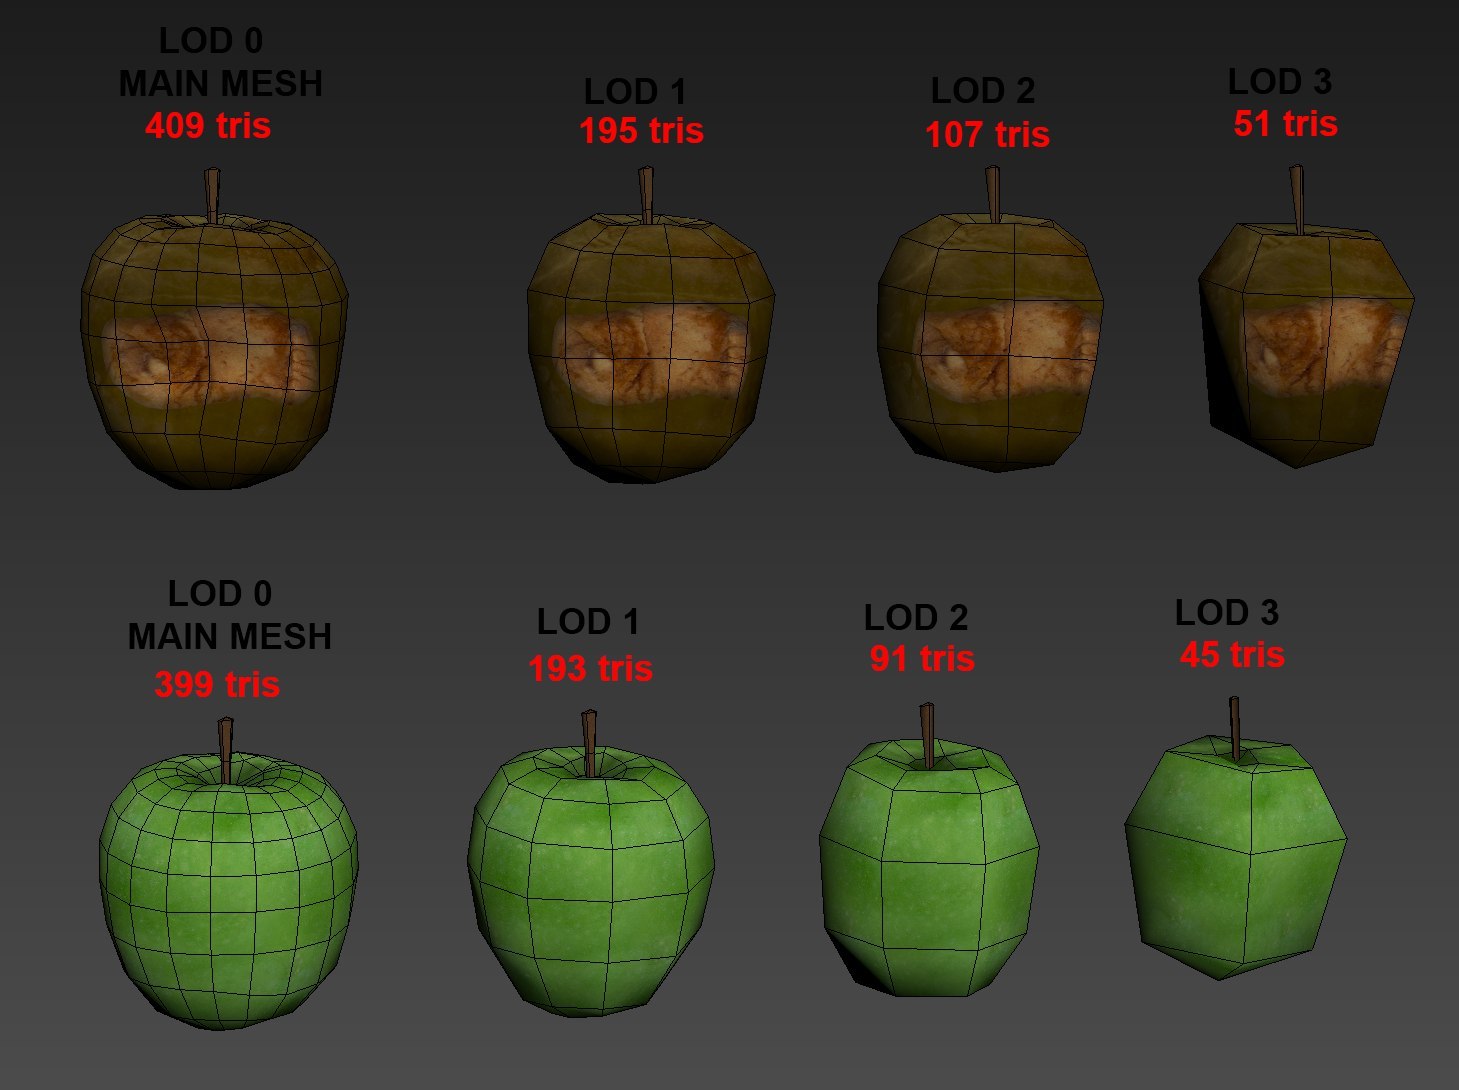 LOD 0
MAIN MESH
409 tris
LOD 1
195 tris
LOD 2
107 tris
LOD 3
51 tris
LOD 0
MAIN MESH
399 tris
LOD 1
193 tris
LOD 2
91 tris
LOD 3
45 tris